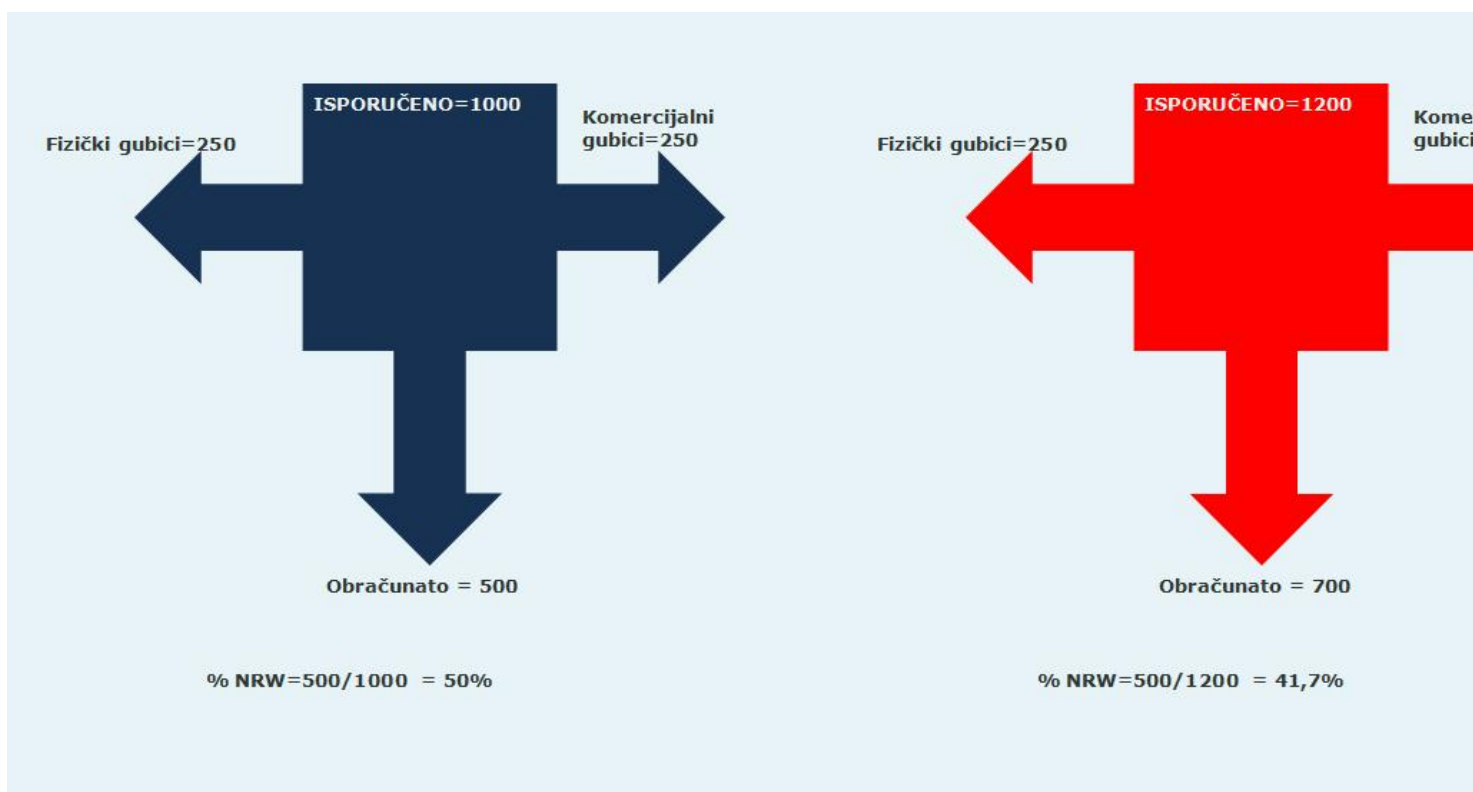 ISPORUČENO=1000
Komercijalni
gubici=250
Fizički gubici=250
Obračunato = 500
% NRW=500/1000 = 50%
ISPORUČENO=1200
Fizički gubici=250
Obračunato = 700
% NRW=500/1200 = 41,7%